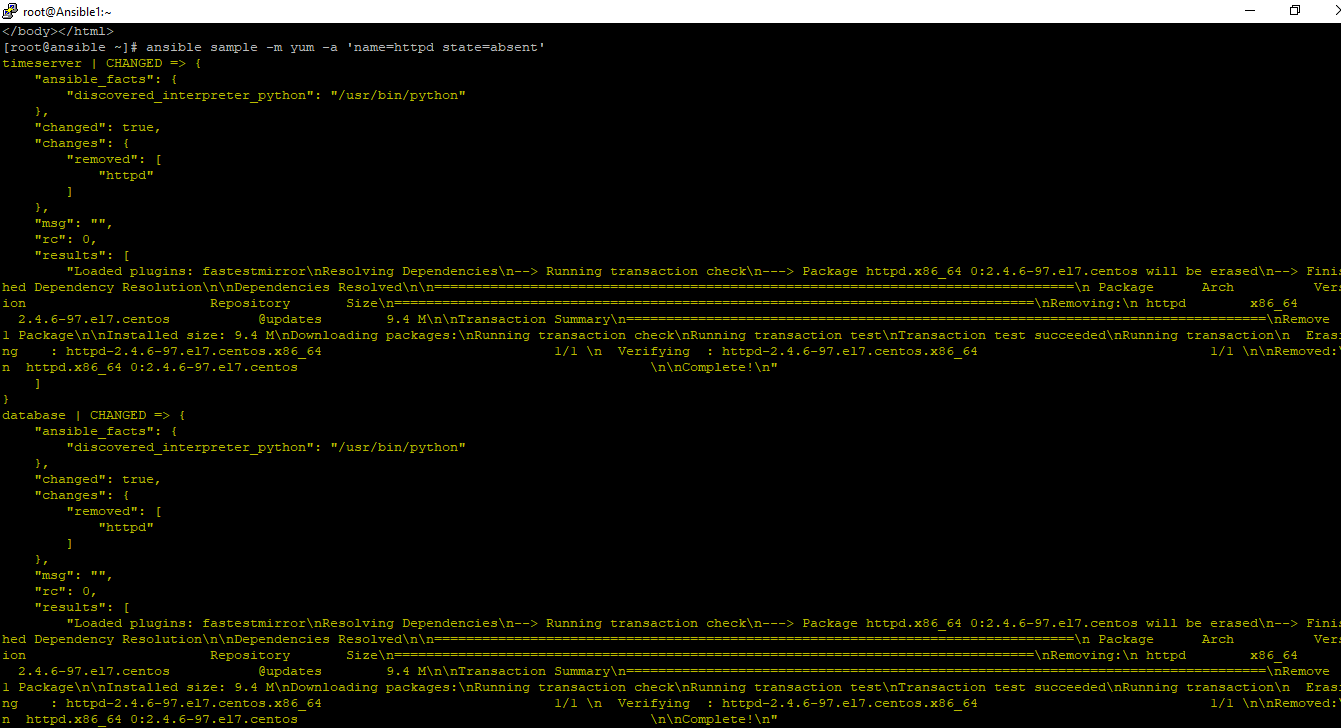 root@Ansible1:~
</body></html>
[root@ansible ~]# ansible sample -m yum -a 'name=httpd state=absent'
timeserver | CHANGED => {
    "ansible_facts": {
        "discovered_interpreter_python": "/usr/bin/python"
    },
    "changed": true,
    "changes": {
        "removed": [
            "httpd"
        ]
    },
    "msg": "",
    "rc": 0,
    "results": [
        "Loaded plugins: fastestmirror\nResolving Dependencies\n--> Running transaction check\n---> Package httpd.x86_64 0:2.4.6-97.el7.centos will be erased\n--> Finis
hed Dependency Resolution\n\nDependencies Resolved\n\n================================================================================\n Package      Arch          Vers
ion                       Repository       Size\n================================================================================\nRemoving:\n httpd        x86_64
  2.4.6-97.el7.centos           @updates        9.4 M\n\nTransaction Summary\n================================================================================\nRemove
1 Package\n\nInstalled size: 9.4 M\nDownloading packages:\nRunning transaction check\nRunning transaction test\nTransaction test succeeded\nRunning transaction\n  Erasi
ng    : httpd-2.4.6-97.el7.centos.x86_64                             1/1 \n  Verifying  : httpd-2.4.6-97.el7.centos.x86_64                             1/1 \n\nRemoved:\
n  httpd.x86_64 0:2.4.6-97.el7.centos                                            \n\nComplete!\n"
    ]
}
database | CHANGED => {
    "ansible_facts": {
        "discovered_interpreter_python": "/usr/bin/python"
    },
    "changed": true,
    "changes": {
        "removed": [
            "httpd"
        ]
    },
    "msg": "",
    "rc": 0,
    "results": [
        "Loaded plugins: fastestmirror\nResolving Dependencies\n--> Running transaction check\n---> Package httpd.x86_64 0:2.4.6-97.el7.centos will be erased\n--> Finis
hed Dependency Resolution\n\nDependencies Resolved\n\n================================================================================\n Package      Arch          Vers
ion                       Repository       Size\n================================================================================\nRemoving:\n httpd        x86_64
  2.4.6-97.el7.centos           @updates        9.4 M\n\nTransaction Summary\n================================================================================\nRemove
1 Package\n\nInstalled size: 9.4 M\nDownloading packages:\nRunning transaction check\nRunning transaction test\nTransaction test succeeded\nRunning transaction\n  Erasi
ng    : httpd-2.4.6-97.el7.centos.x86_64                             1/1 \n  Verifying  : httpd-2.4.6-97.el7.centos.x86_64                             1/1 \n\nRemoved:\
n  httpd.x86_64 0:2.4.6-97.el7.centos                                            \n\nComplete!\n"